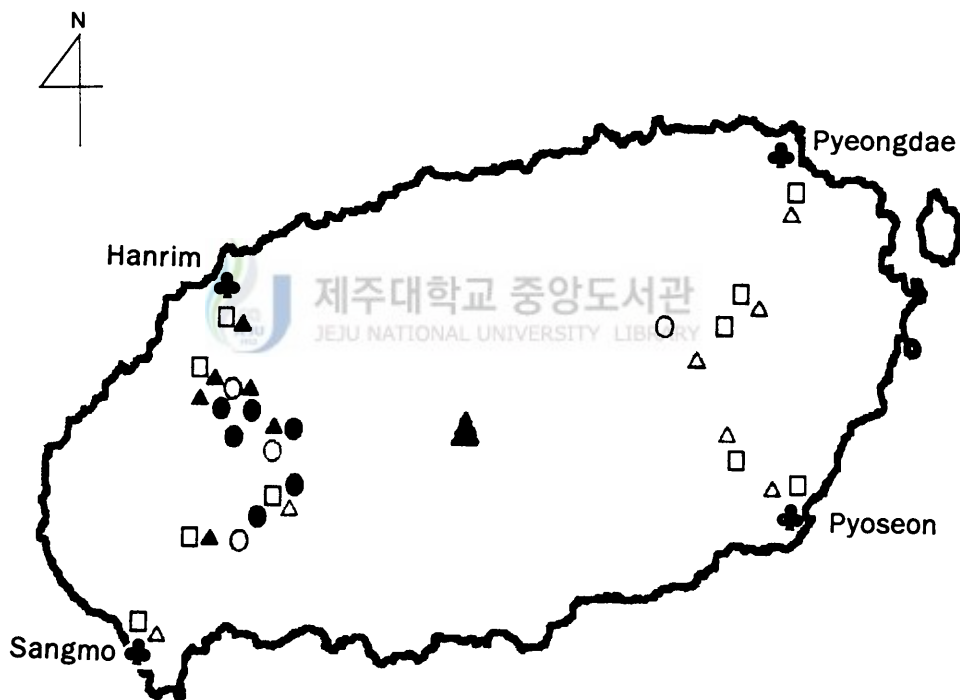 N
Pyeongdae
Hanrim
제주대학교 중앙도서관
JEJU NATIONAL UNIVERSITY LIBRARY
Pyoseon
Sangmo